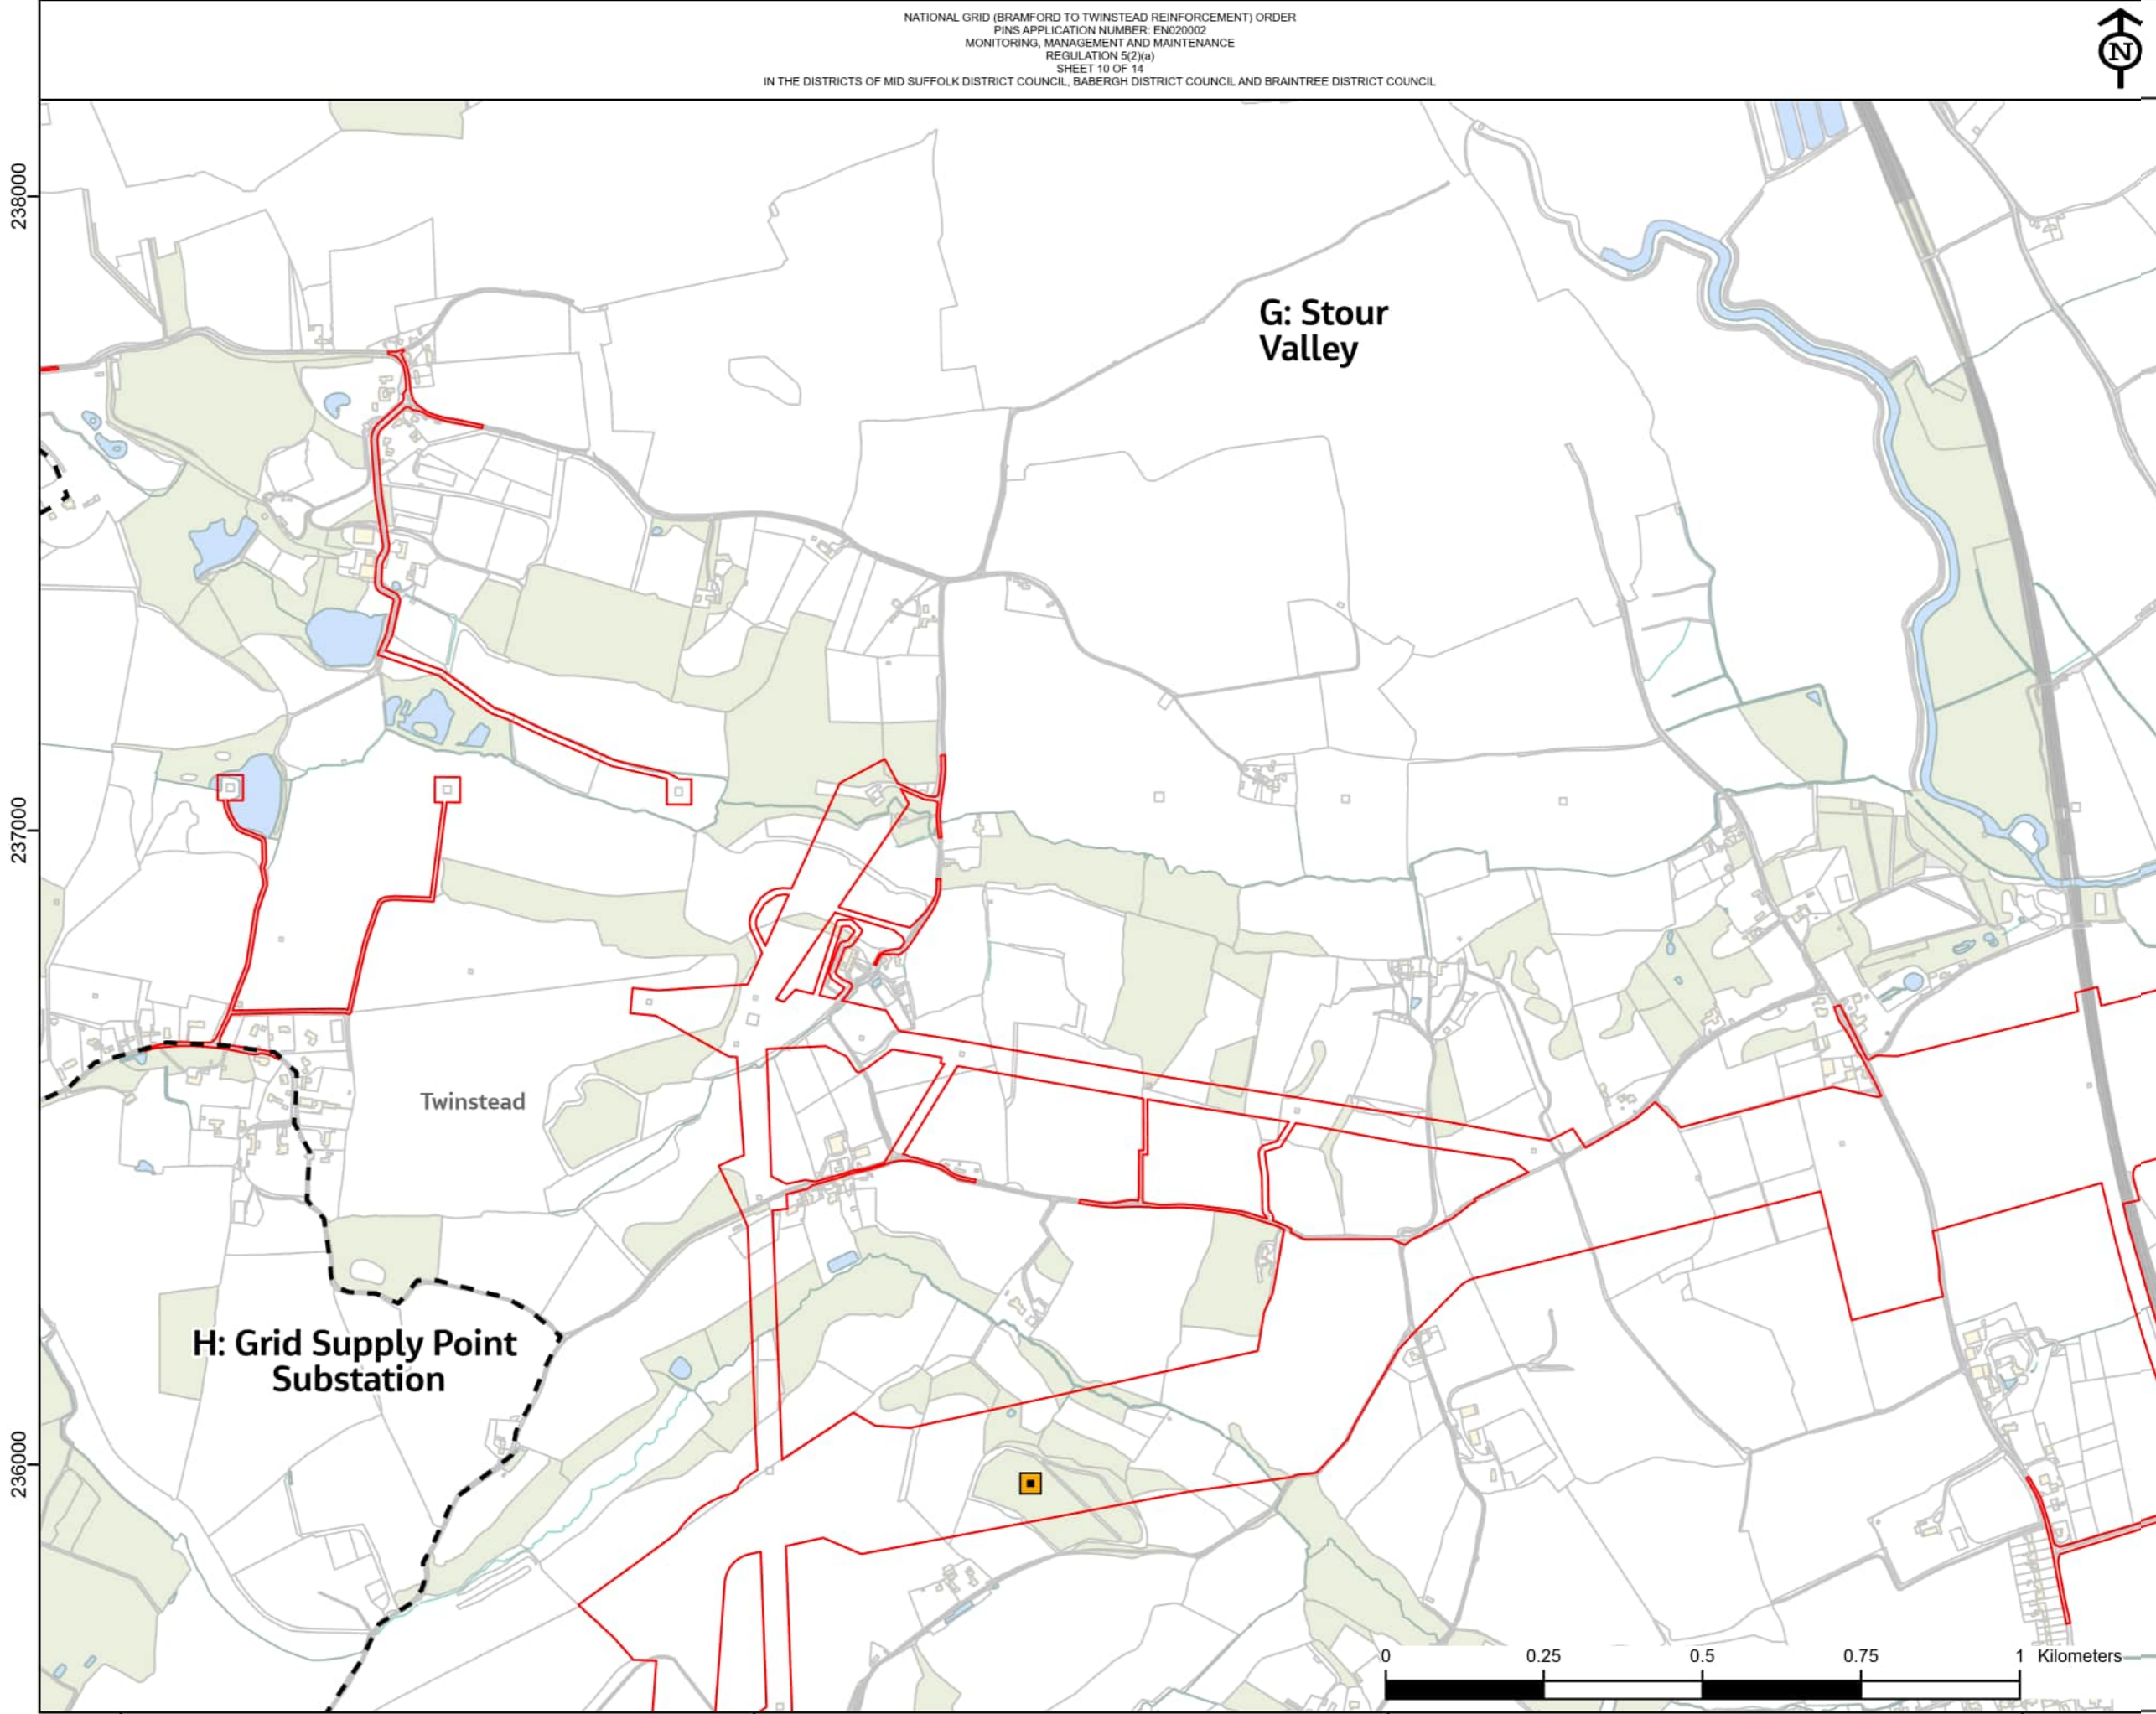 NATIONAL GRID (BRAMFORD TO TWINSTEAD REINFORCEMENT) ORDER
PINS APPLICATION NUMBER: EN020002
MONITORING, MANAGEMENT AND MAINTENANCE
REGULATION 5(2)(a)
SHEET 10 OF 14
IN THE DISTRICTS OF MID SUFFOLK DISTRICT COUNCIL, BABERGH DISTRICT COUNCIL AND BRAINTREE DISTRICT COUNCIL
N
238000
G: Stour
Valley
237000
Twinstead
H: Grid Supply Point
Substation
236000
0 0.25 0.5 0.75 1 Kilometers